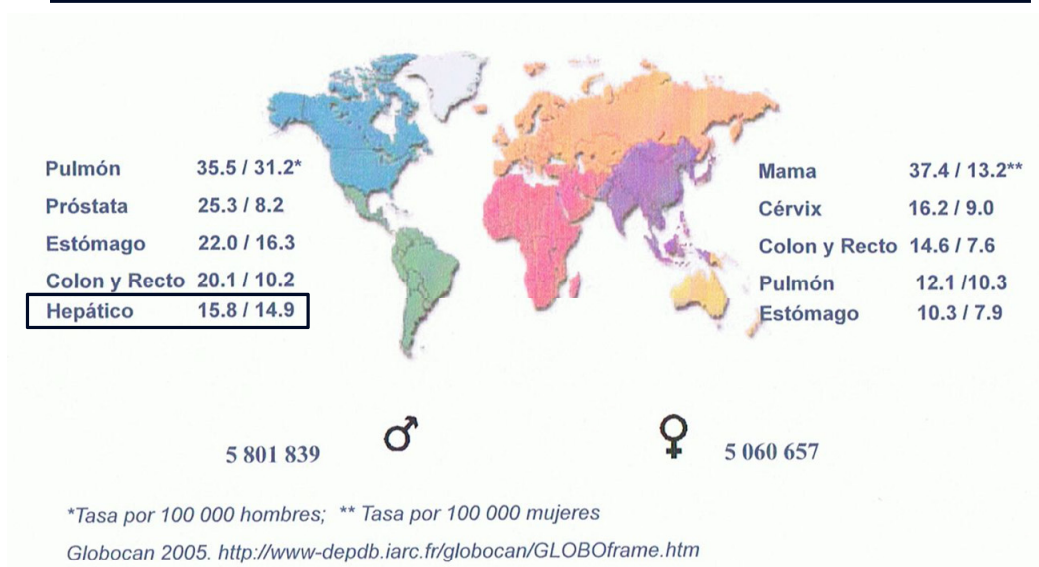 Pulmón 35.5 / 31.2*
Próstata 25.3 / 8.2
Estómago 22.0 / 16.3
Colon y Recto 20.1 / 10.2
Hepático 15.8 / 14.9
Mama 37.4 / 13.2**
Cérvix 16.2 / 9.0
Colon y Recto 14.6 / 7.6
Pulmón 12.1 /10.3
Estómago 10.3 / 7.9
5 801 839 ♂
♀ 5 060 657
*Tasa por 100 000 hombres; ** Tasa por 100 000 mujeres
Globocan 2005. http://www-depdb.iarc.fr/globocan/GLOBOframe.htm